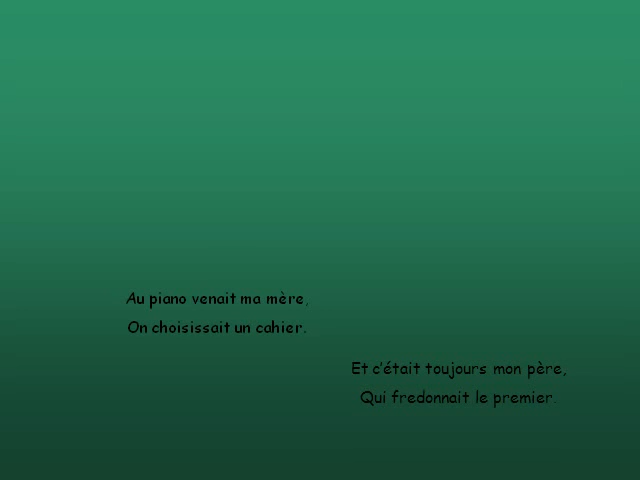 Au piano venait ma mère,
On choisissait un cahier.
Et c’était toujours mon père,
Qui fredonnait le premier.